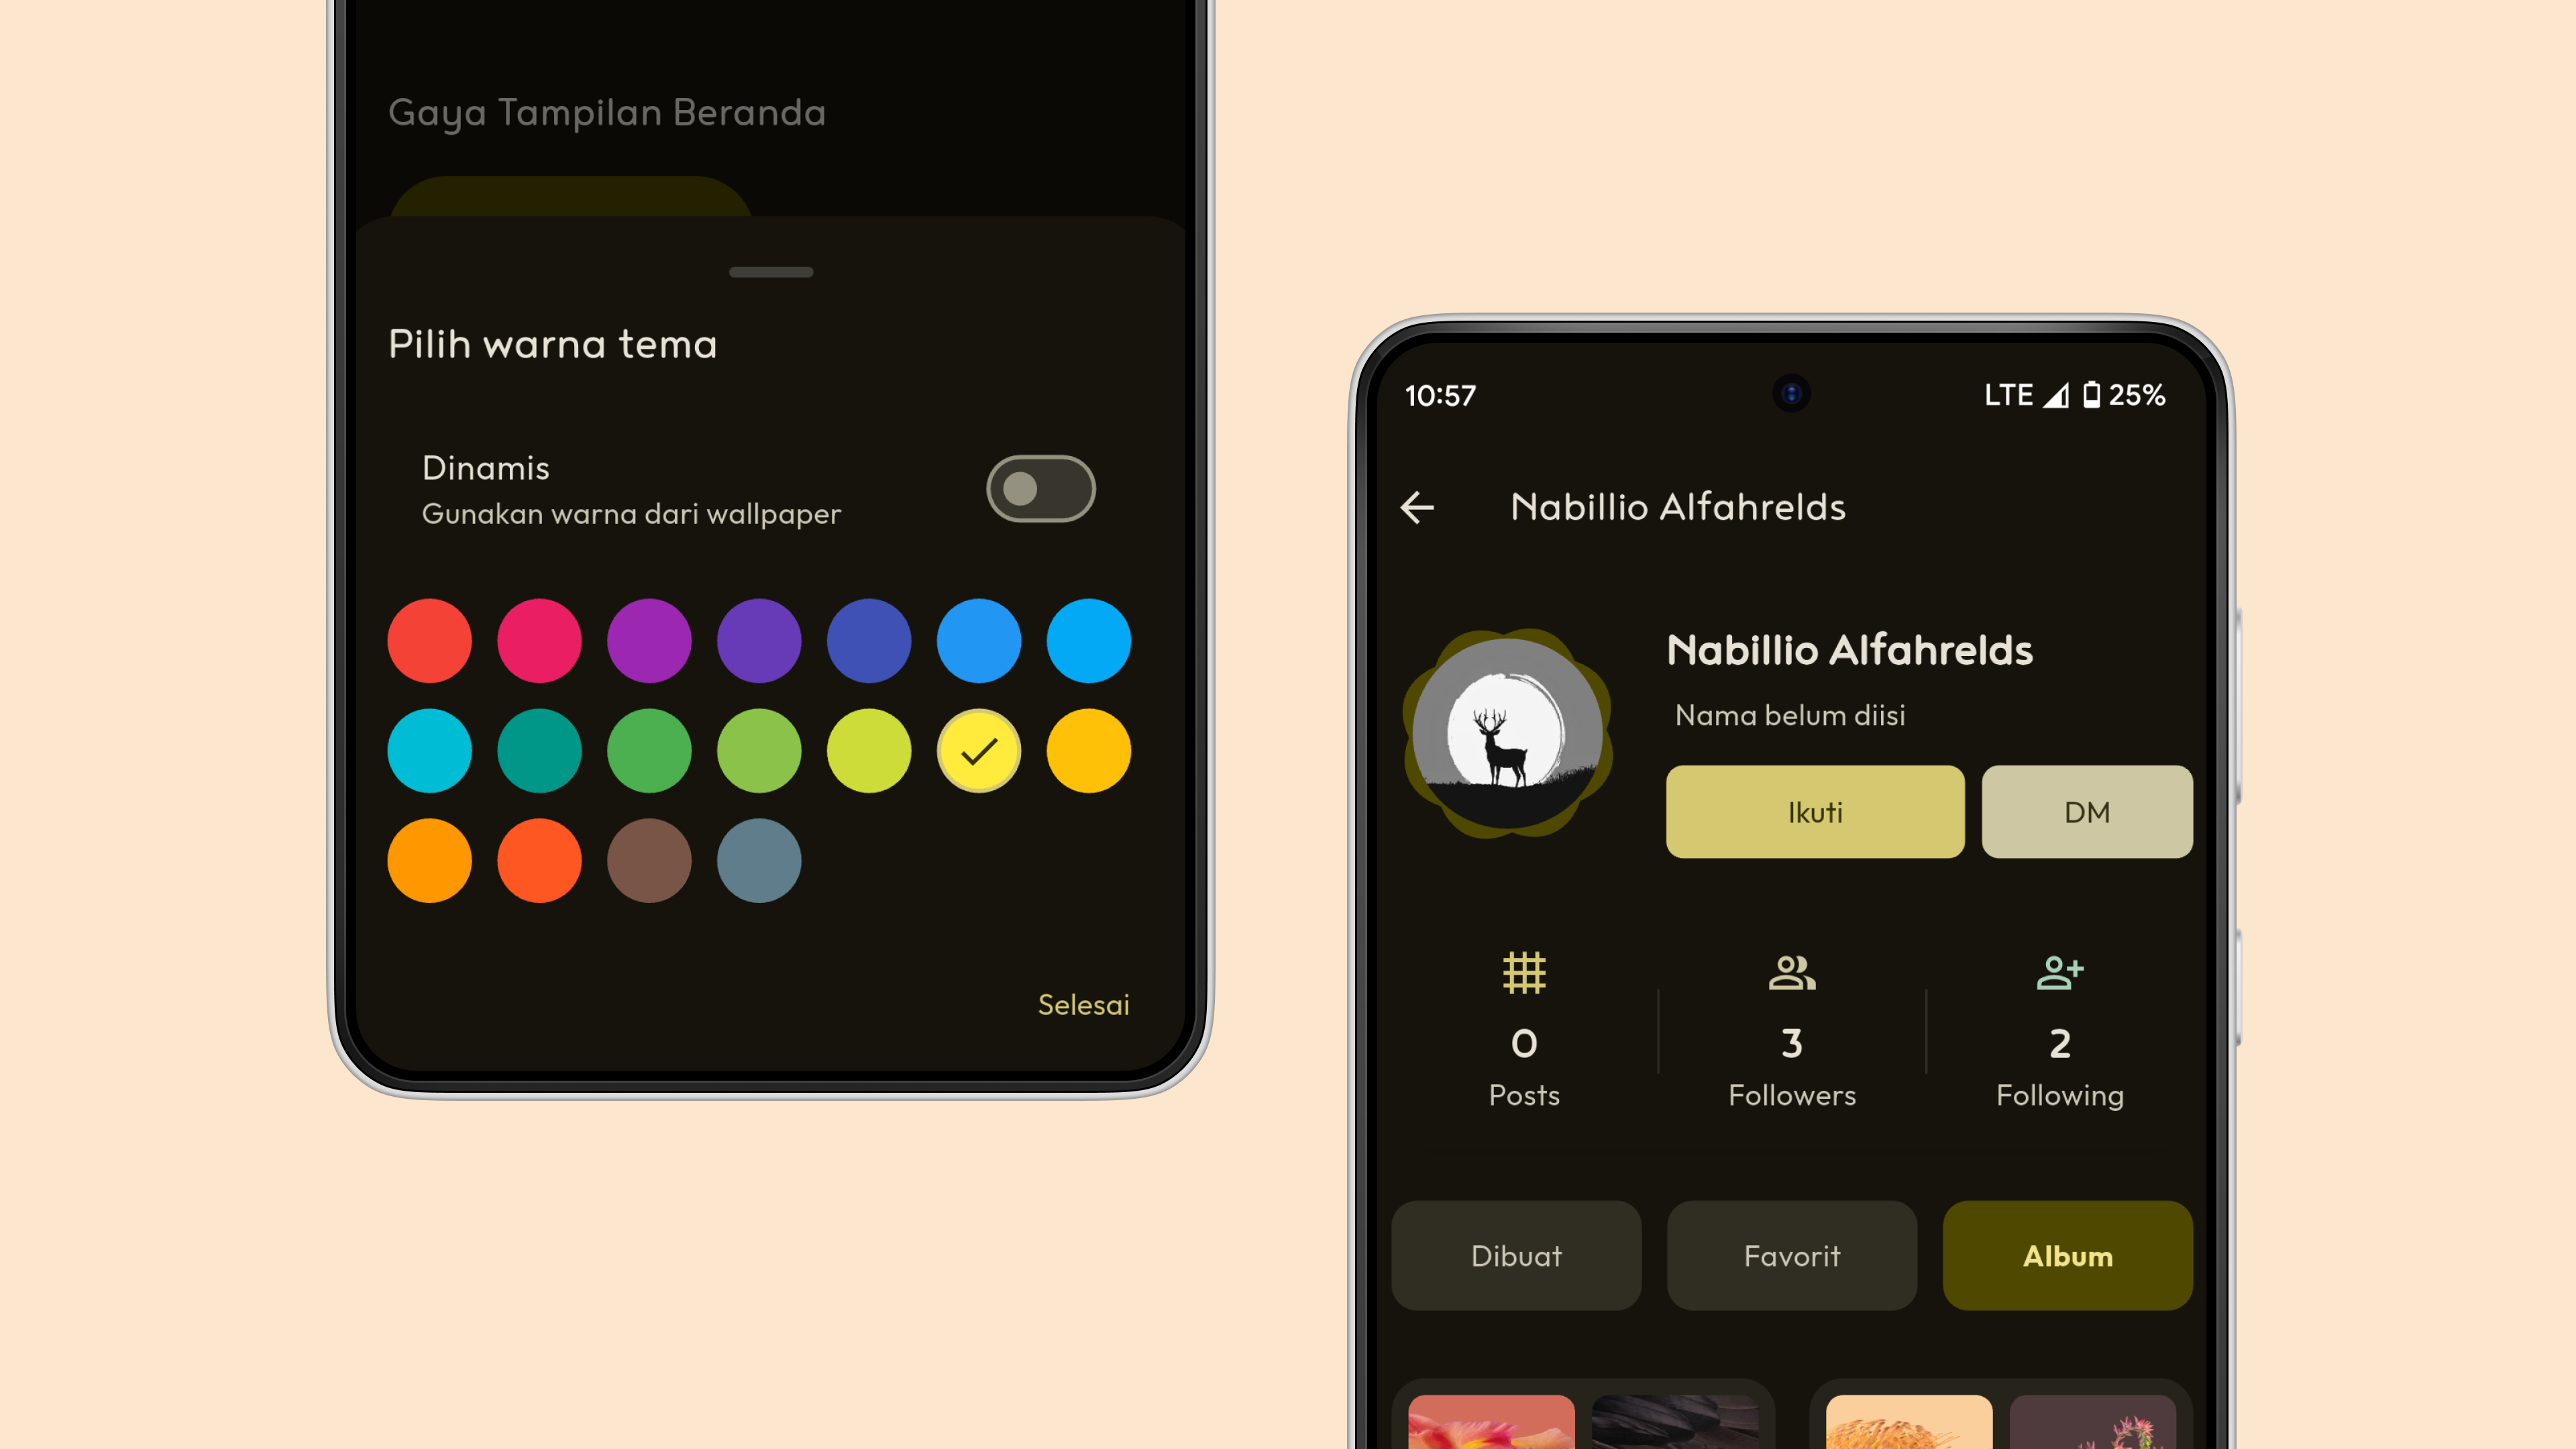 Gaya Tampilan Beranda
Pilih warna tema
Dinamis
Gunakan warna dari wallpaper
Selesai
10:57
LTE 25%
Nabillio Alfahrelds
Nabillio Alfahrelds
Nama belum diisi
Ikuti
DM
0
3
2
Posts
Followers
Following
Dibuat
Favorit
Album